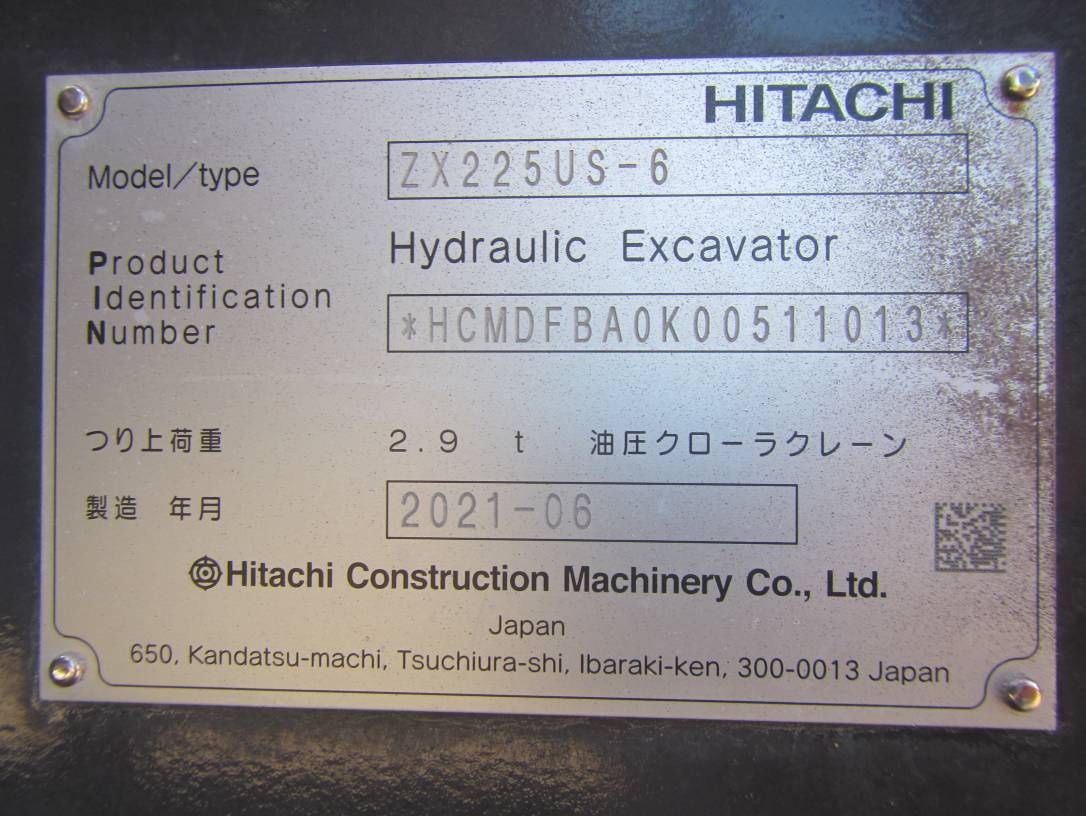 HITACHI
Model/type ZX225US-6
Hydraulic Excavator
Product
Identification
Number *HCMDFBA0K00511013*
つり上荷重 2.9 t 油圧クローラクレーン
製造 年月 2021-06
Hitachi Construction Machinery Co., Ltd.
Japan
650, Kandatsu-machi, Tsuchiura-shi, Ibaraki-ken, 300-0013 Japan